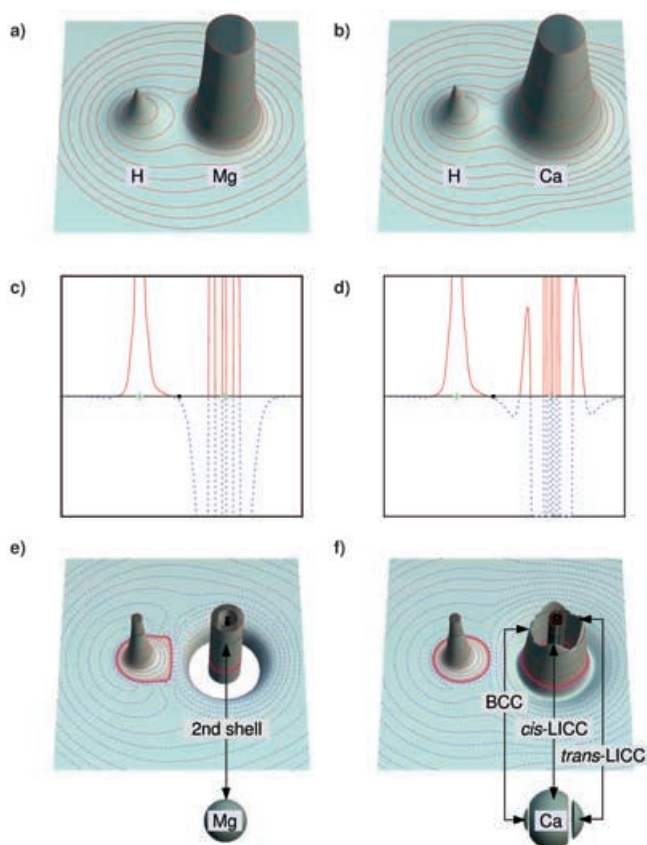 a)
b)
H
Mg
H
Ca
c)
d)
e)
f)
2nd shell
BCC
cis-LICC
trans-LICC
Mg
Ca